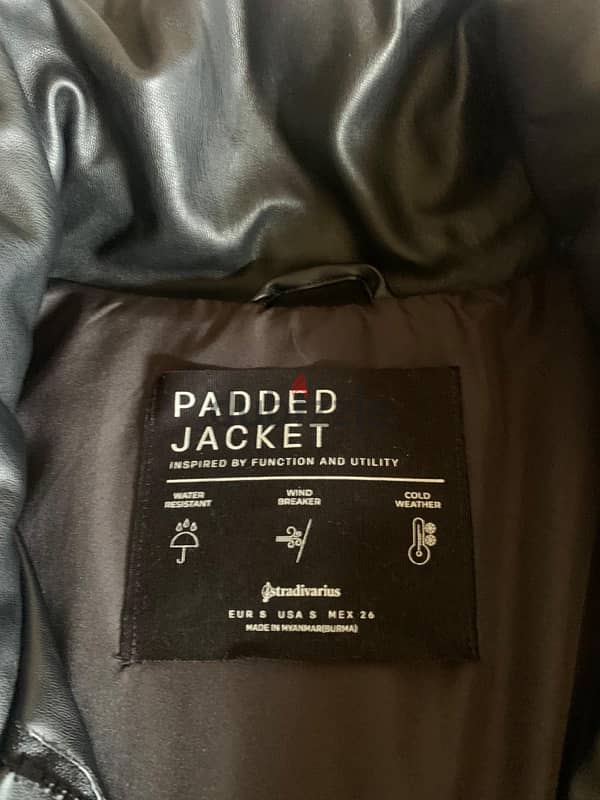 PADDED
JACKET
INSPIRED BY FUNCTION AND UTILITY
WATER
RESISTANT
WIND
BREAKER
COLD
WEATHER
stradivarius
EUR S USA S MEX 26
MADE IN MYANMAR(BURMA)